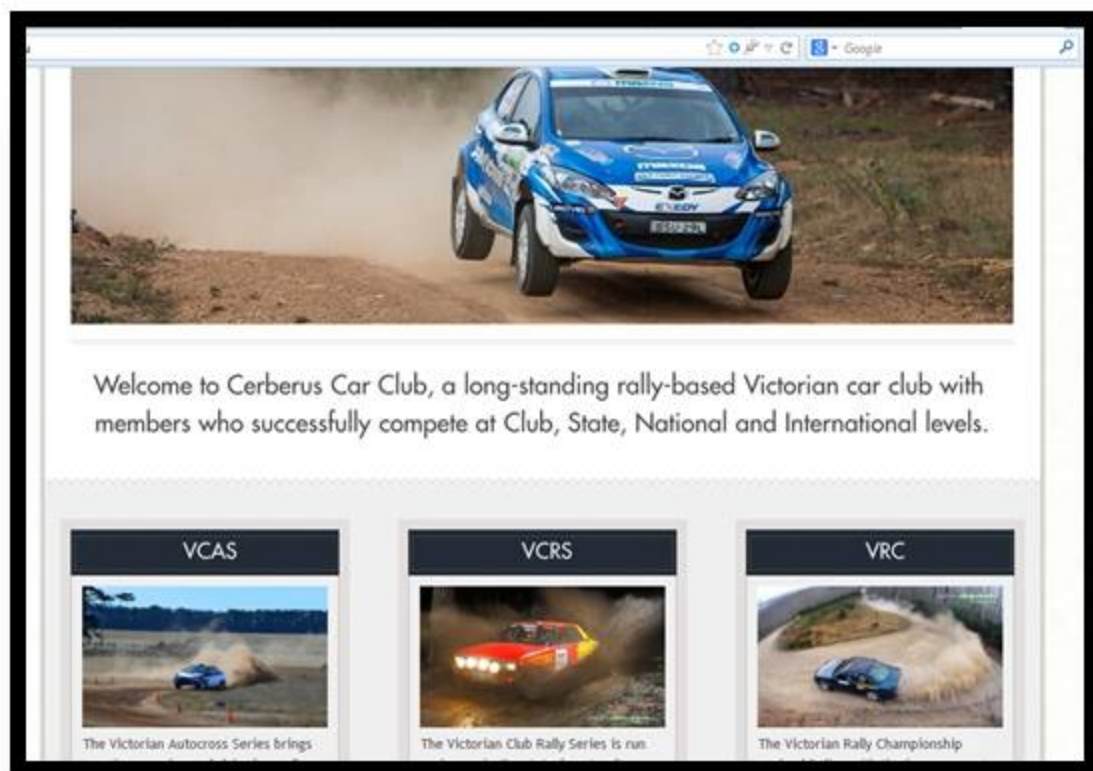 Google
mazda
EXEDY
Welcome to Cerberus Car Club, a long-standing rally-based Victorian car club with
members who successfully compete at Club, State, National and International levels.
VCAS
VCRS
VRC
The Victorian Autocross Series brings
The Victorian Club Rally Series is run
The Victorian Rally Championship